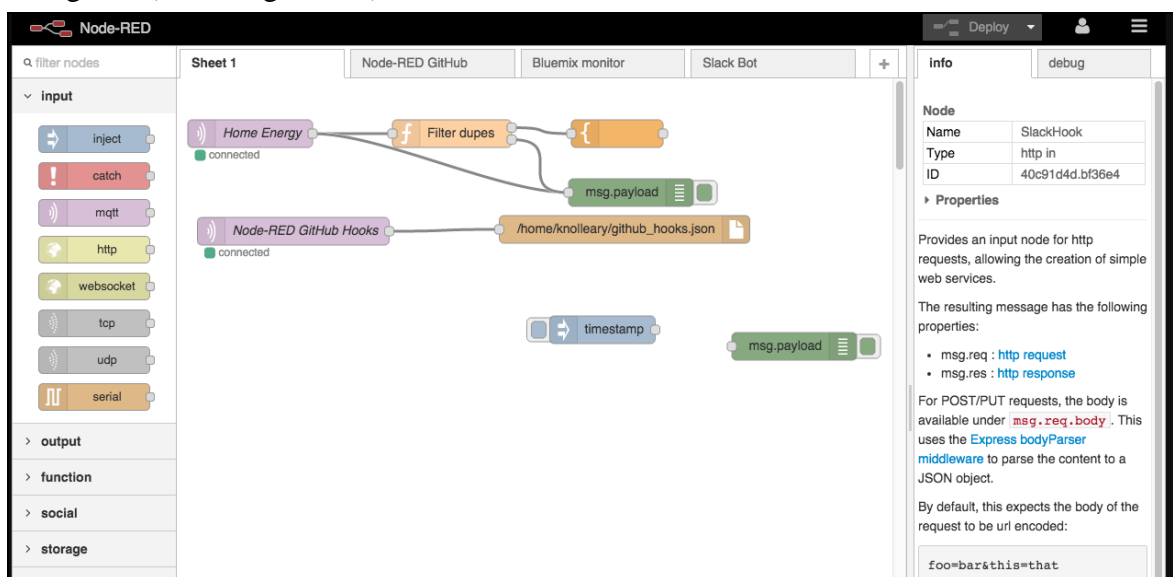 Node-RED
Deploy
filter nodes
input
inject
catch
mqtt
http
websocket
tcp
udp
serial
output
function
social
storage
Sheet 1
Node-RED GitHub
Bluemix monitor
Slack Bot
+
Home Energy
connected
f
Filter dupes
{
msg.payload
Node-RED GitHub Hooks
connected
/home/knolleary/github_hooks.json
timestamp
msg.payload
info
debug
Node
Name SlackHook
Type http in
ID 40c91d4d.bf36e4
Properties
Provides an input node for http
requests, allowing the creation of simple
web services.
The resulting message has the following
properties:
• msg.req : http request
• msg.res : http response
For POST/PUT requests, the body is
available under msg.req.body . This
uses the Express bodyParser
middleware to parse the content to a
JSON object.
By default, this expects the body of the
request to be url encoded:
foo=bar&this=that